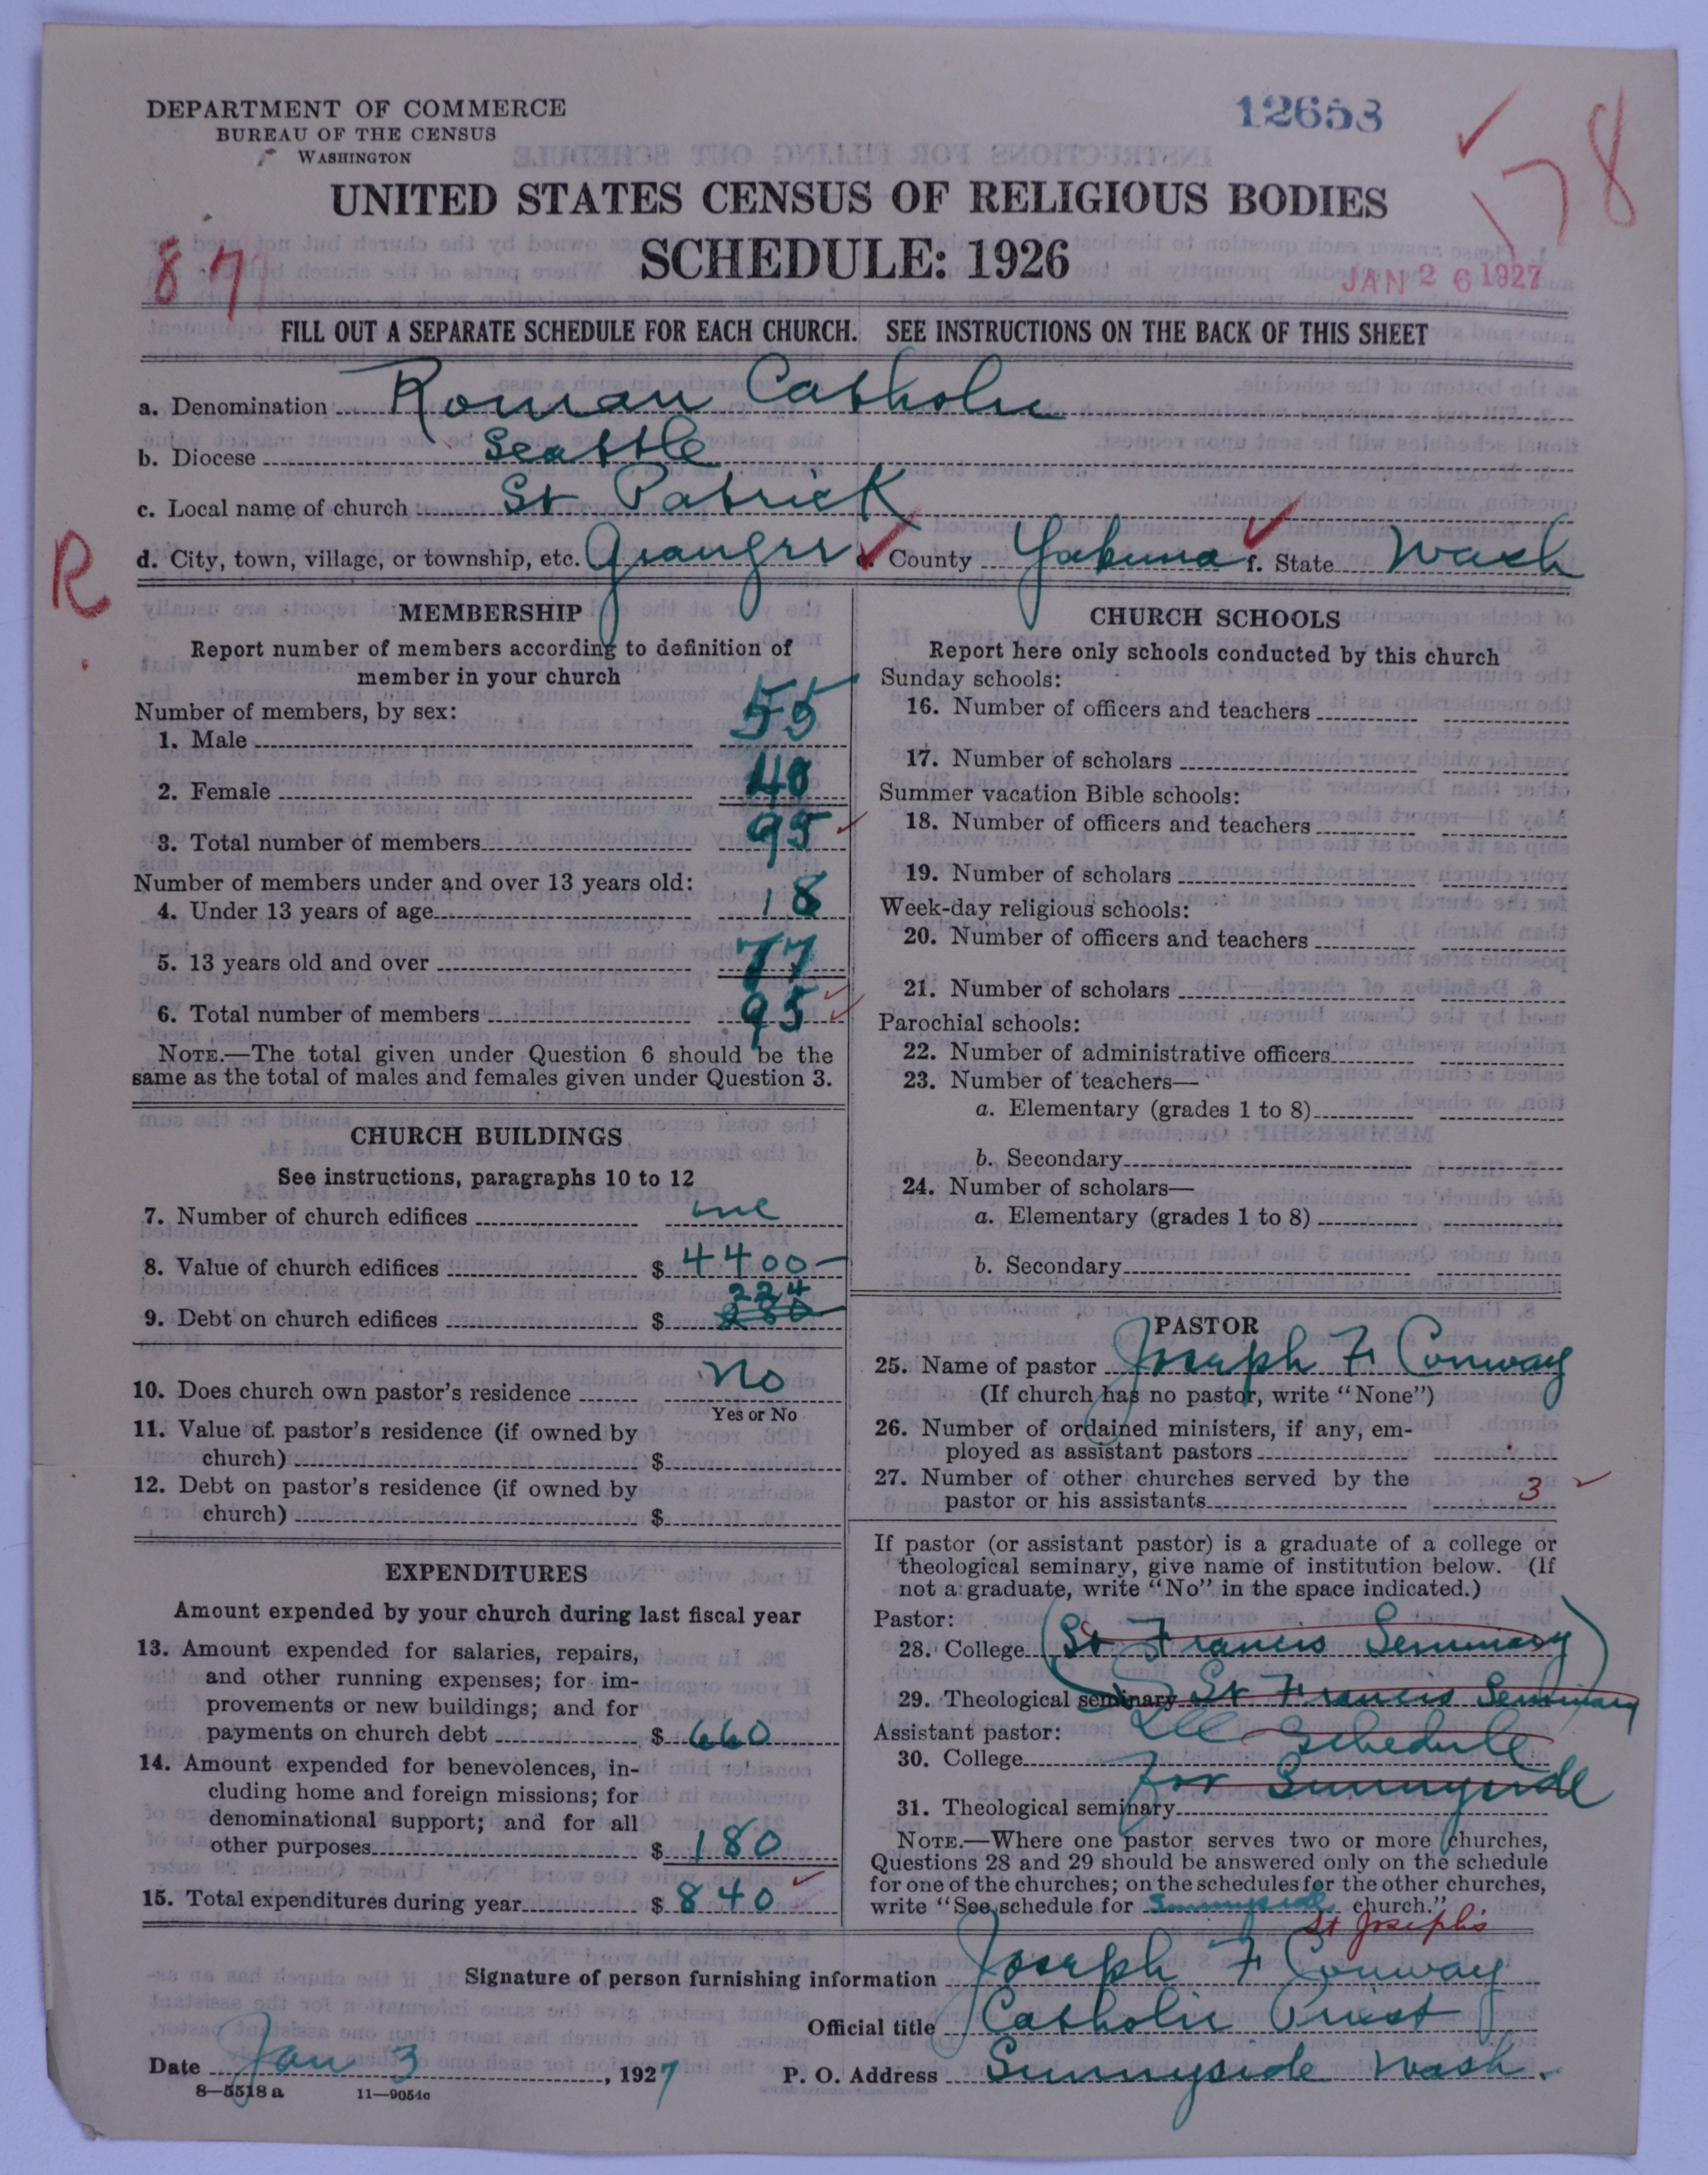 DEPARTMENT OF COMMERCE
BUREAU OF THE CENSUS
WASHINGTON
12653
178
UNITED STATES CENSUS OF RELIGIOUS BODIES
SCHEDULE: 1926
87
JAN 26 1927
FILL OUT A SEPARATE SCHEDULE FOR EACH CHURCH. SEE INSTRUCTIONS ON THE BACK OF THIS SHEET
a. Denomination Roman Catholic
b. Diocese Seattle
c. Local name of church St Patrick
R
d. City, town, village, or township, etc. Granger County Yakima f. State Wash
MEMBERSHIP
Report number of members according to definition of
member in your church
Number of members, by sex:
1. Male 55
2. Female 40
3. Total number of members 95
Number of members under and over 13 years old:
4. Under 13 years of age 18
5. 13 years old and over 77
6. Total number of members 95
NOTE.—The total given under Question 6 should be the
same as the total of males and females given under Question 3.
CHURCH BUILDINGS
See instructions, paragraphs 10 to 12
7. Number of church edifices one
8. Value of church edifices $ 4400
224
9. Debt on church edifices $
10. Does church own pastor's residence No
Yes or No
11. Value of pastor's residence (if owned by
church) $
12. Debt on pastor's residence (if owned by
church) $
EXPENDITURES
Amount expended by your church during last fiscal year
13. Amount expended for salaries, repairs,
and other running expenses; for im-
provements or new buildings; and for
payments on church debt $ 660
14. Amount expended for benevolences, in-
cluding home and foreign missions; for
denominational support; and for all
other purposes $ 180
15. Total expenditures during year $ 840
CHURCH SCHOOLS
Report here only schools conducted by this church
Sunday schools:
16. Number of officers and teachers
17. Number of scholars
Summer vacation Bible schools:
18. Number of officers and teachers
19. Number of scholars
Week-day religious schools:
20. Number of officers and teachers
21. Number of scholars
Parochial schools:
22. Number of administrative officers
23. Number of teachers—
a. Elementary (grades 1 to 8)
b. Secondary
24. Number of scholars—
a. Elementary (grades 1 to 8)
b. Secondary
PASTOR
25. Name of pastor Joseph F Conway
(If church has no pastor, write "None")
26. Number of ordained ministers, if any, em-
ployed as assistant pastors
27. Number of other churches served by the
pastor or his assistants 3
If pastor (or assistant pastor) is a graduate of a college or
theological seminary, give name of institution below. (If
not a graduate, write "No" in the space indicated.)
Pastor:
28. College St Francis Seminary
29. Theological seminary St Francis Seminary
Assistant pastor: See Schedule
30. College
for Sunnyside
31. Theological seminary
NOTE.—Where one pastor serves two or more churches,
Questions 28 and 29 should be answered only on the schedule
for one of the churches; on the schedules for the other churches,
write "See schedule for Sunnyside church."
St Joseph's
Signature of person furnishing information Joseph F Conway
Official title Catholic Priest
Date Jan 3, 1927 P. O. Address Sunnyside Wash.
8—5518 a 11—9051c